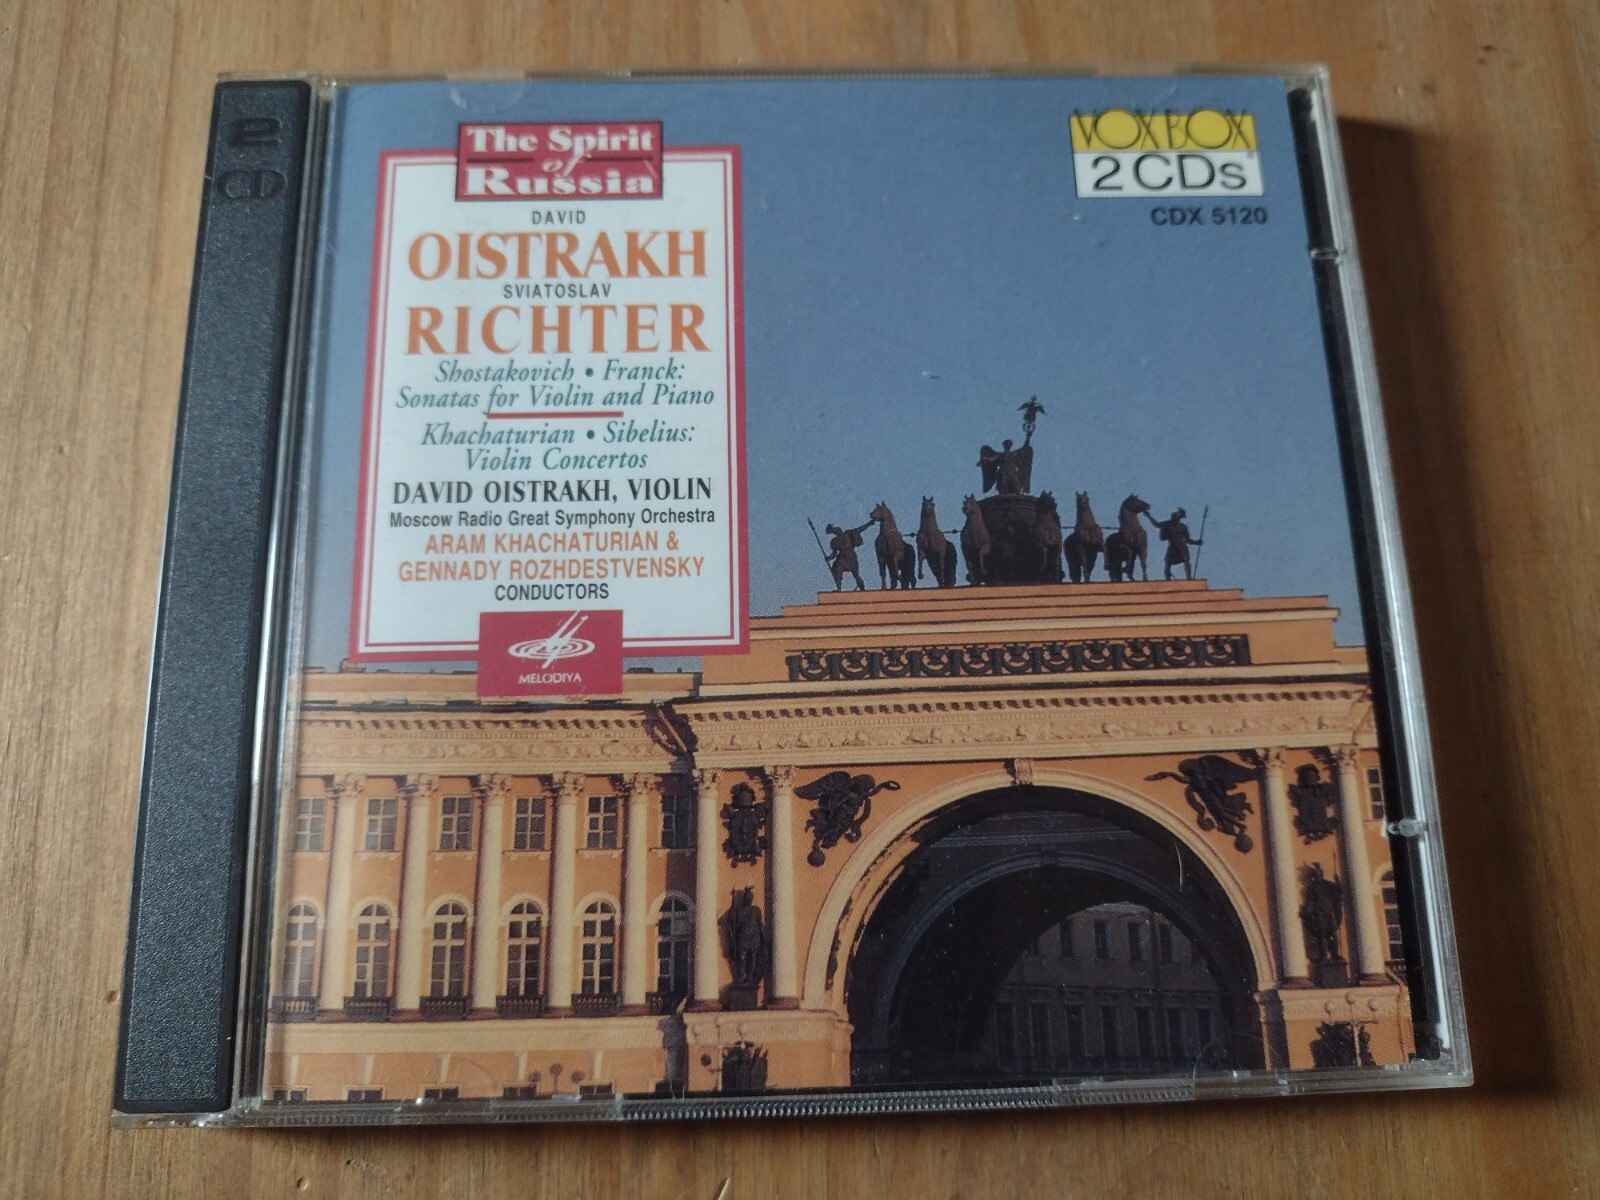 2
CD
The Spirit
of
Russia
DAVID
OISTRAKH
SVIATOSLAV
RICHTER
Shostakovich • Franck:
Sonatas for Violin and Piano
Khachaturian • Sibelius:
Violin Concertos
DAVID OISTRAKH, VIOLIN
Moscow Radio Great Symphony Orchestra
ARAM KHACHATURIAN &
GENNADY ROZHDESTVENSKY
CONDUCTORS
MELODIYA
VOXBOX
2CDs®
CDX 5120